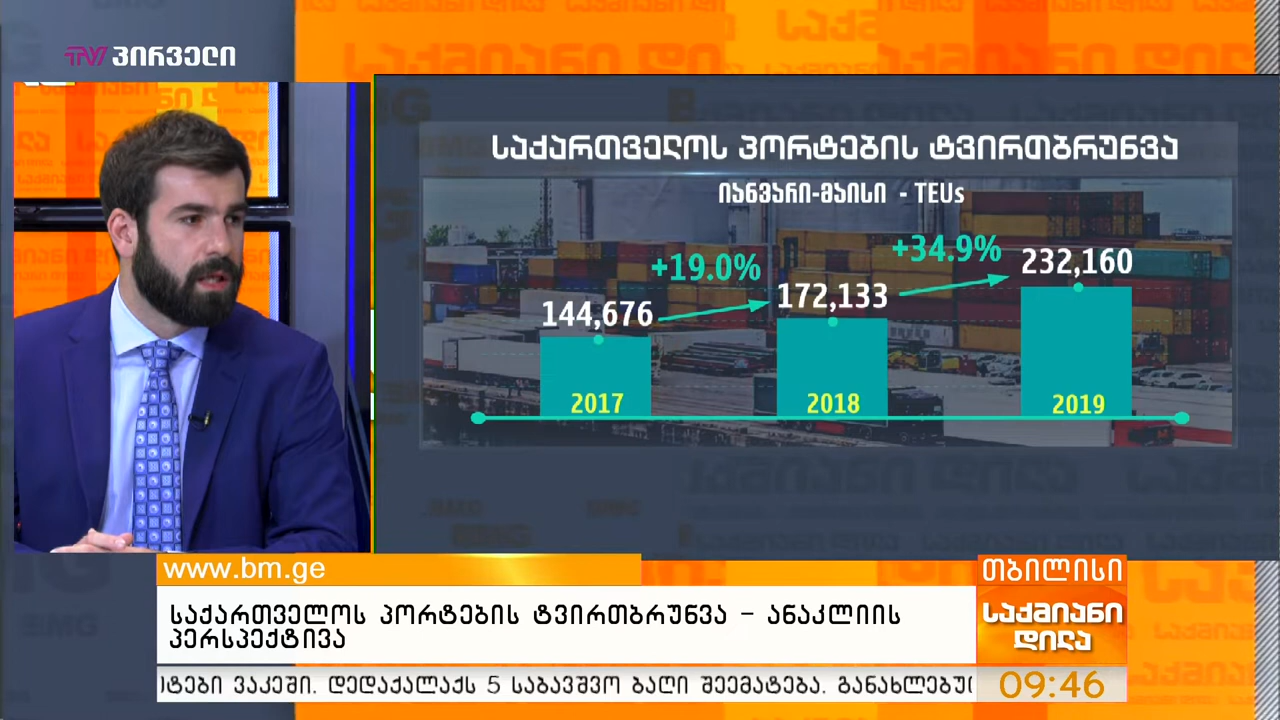 TV პირველი
საქართველოს პორტების ტვირთბრუნვა
იანვარი-მაისი - TEUs
+19.0%
+34.9%
144,676
172,133
232,160
2017
2018
2019
www.bm.ge
თბილისი
საქართველოს პორტების ტვირთბრუნვა - ანაკლიის
პერსპექტივა
საქმიანი
დილა
ვაკეში. დედაქალაქს 5 საბავშვო ბაღი შეემატება.
09:46